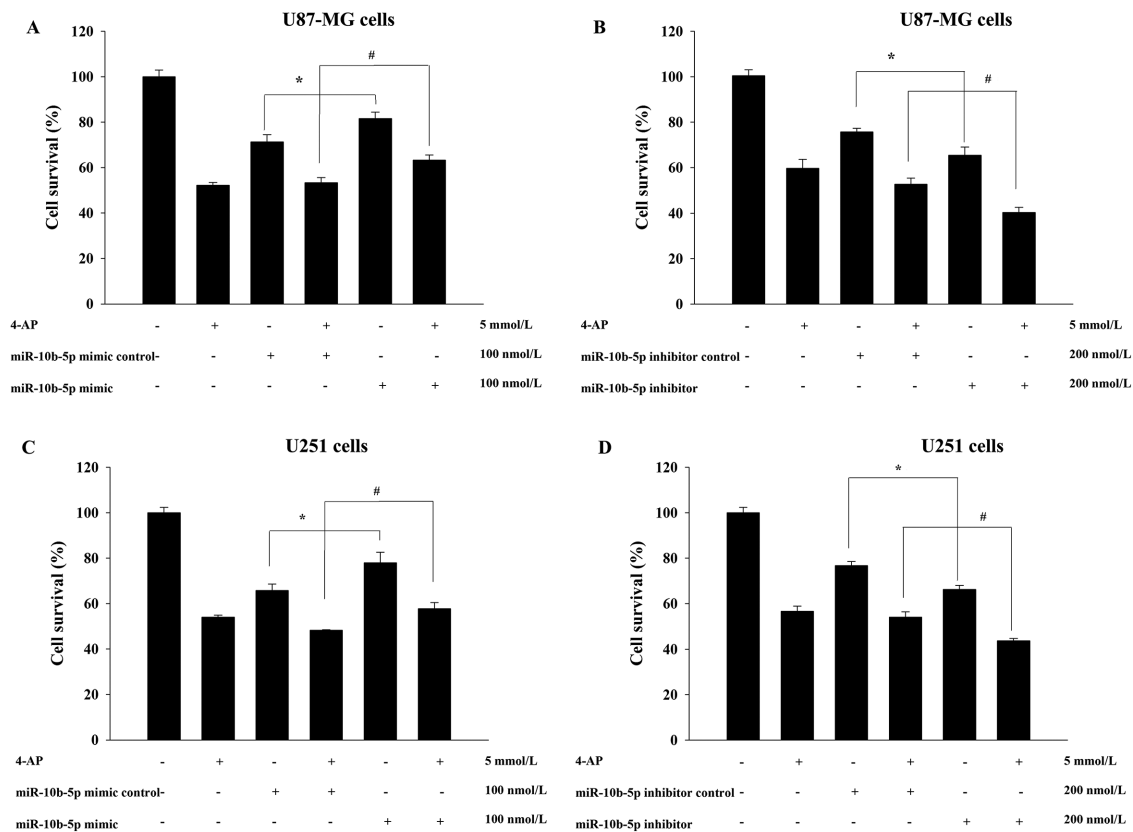 A U87-MG cells
Cell survival (%)
120
100
80
60
40
20
0
*
#
4-AP - + - + - + 5 mmol/L
miR-10b-5p mimic control- - + + - - 100 nmol/L
miR-10b-5p mimic - - - - + + 100 nmol/L
B U87-MG cells
Cell survival (%)
120
100
80
60
40
20
0
*
#
4-AP - + - + - + 5 mmol/L
miR-10b-5p inhibitor control - - + + - - 200 nmol/L
miR-10b-5p inhibitor - - - - + + 200 nmol/L
C U251 cells
Cell survival (%)
120
100
80
60
40
20
0
*
#
4-AP - + - + - + 5 mmol/L
miR-10b-5p mimic control- - + + - - 100 nmol/L
miR-10b-5p mimic - - - - + + 100 nmol/L
D U251 cells
Cell survival (%)
120
100
80
60
40
20
0
*
#
4-AP - + - + - + 5 mmol/L
miR-10b-5p inhibitor control - - + + - - 200 nmol/L
miR-10b-5p inhibitor - - - - + + 200 nmol/L